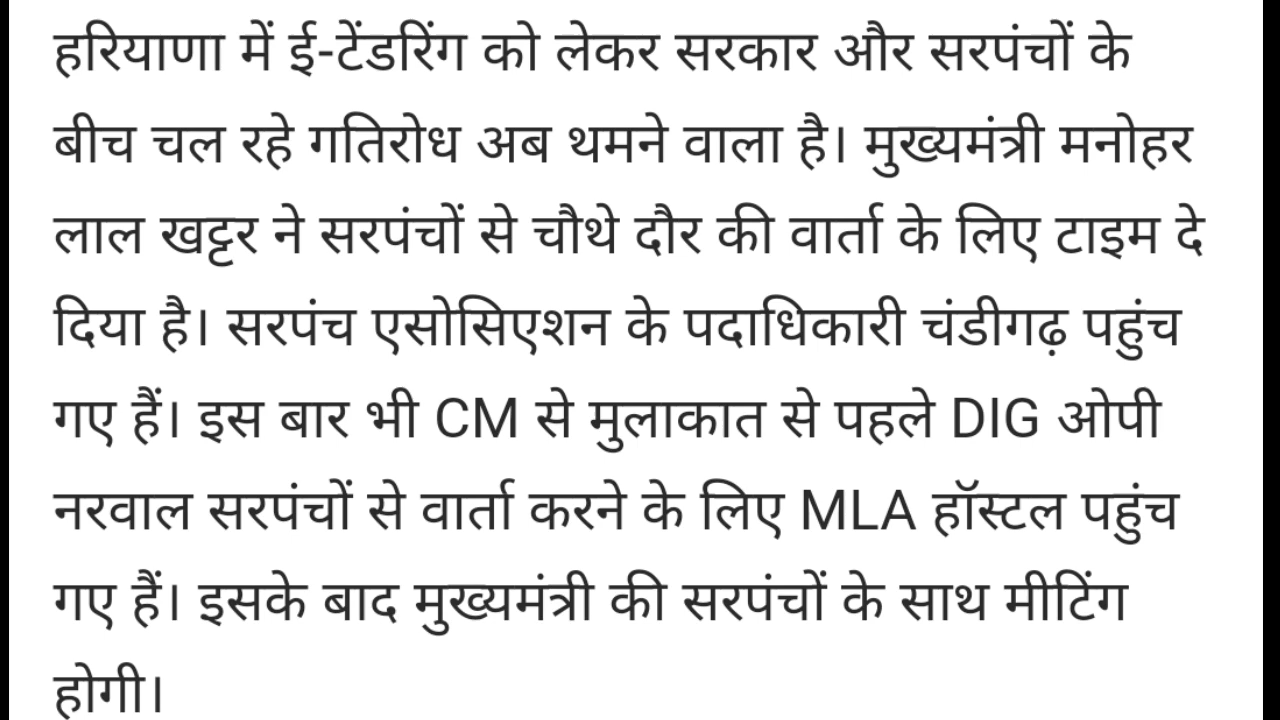 हरियाणा में ई-टेंडरिंग को लेकर सरकार और सरपंचों के
बीच चल रहे गतिरोध अब थमने वाला है। मुख्यमंत्री मनोहर
लाल खट्टर ने सरपंचों से चौथे दौर की वार्ता के लिए टाइम दे
दिया है। सरपंच एसोसिएशन के पदाधिकारी चंडीगढ़ पहुंच
गए हैं। इस बार भी CM से मुलाकात से पहले DIG ओपी
नरवाल सरपंचों से वार्ता करने के लिए MLA हॉस्टल पहुंच
गए हैं। इसके बाद मुख्यमंत्री की सरपंचों के साथ मीटिंग
होगी।